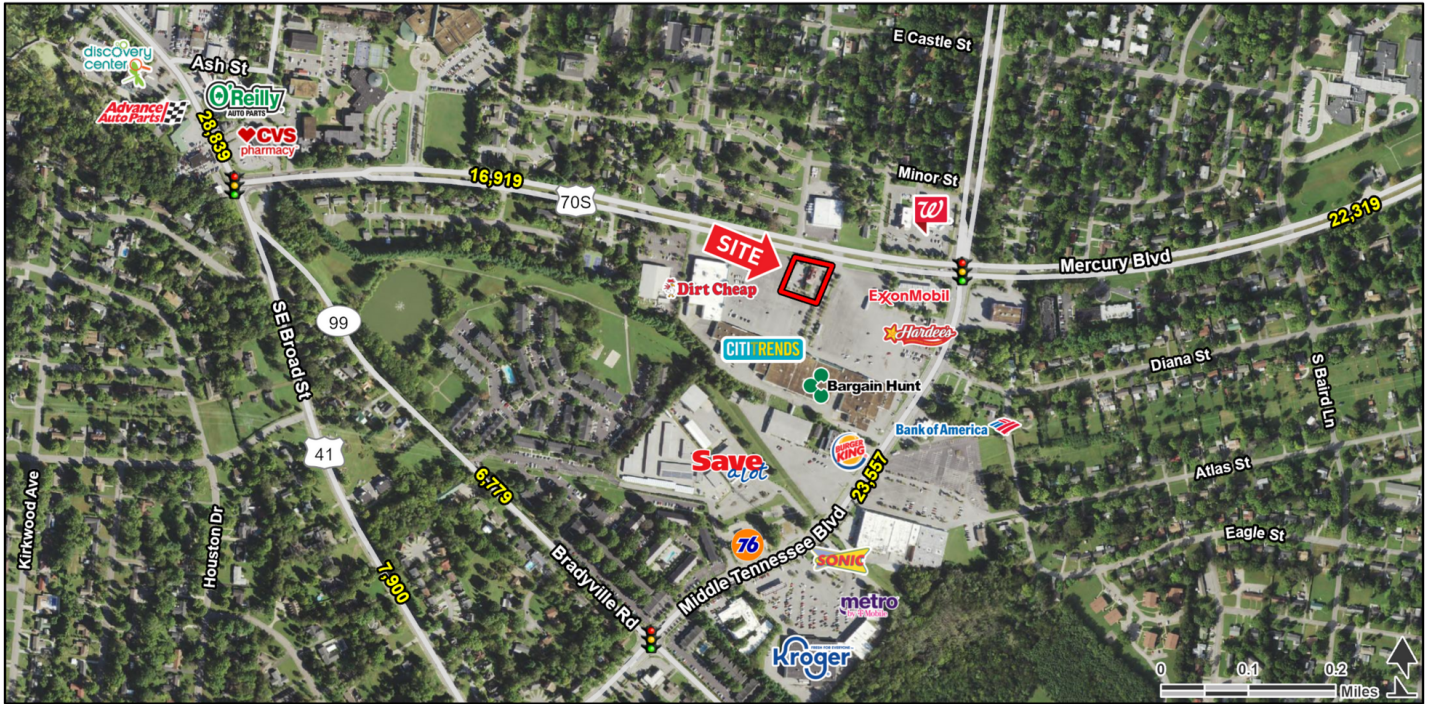 E Castle St
discovery
center
Ash St
O'Reilly
AUTO PARTS
Advance
Auto Parts
28,839
CVS
pharmacy
16,919
70S
Minor St
W
22,319
SITE
Mercury Blvd
Dirt Cheap
ExxonMobil
99
Hardee's
SE Broad St
CITITRENDS
Diana St
S Baird Ln
Bargain Hunt
Bank of America
41
BURGER
KING
Save
a lot
23,557
Atlas St
6,779
Kirkwood Ave
Houston Dr
Eagle St
76
Middle Tennessee Blvd
SONIC
7,900
Bradyville Rd
metro
by T-Mobile
FRESH FOR EVERYONE
Kroger
0 0.1 0.2
Miles